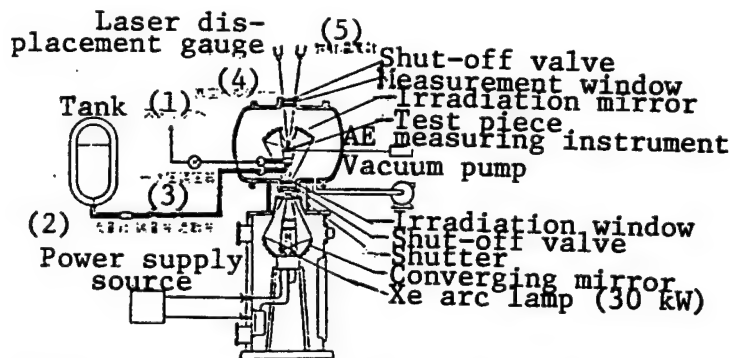 Laser dis-
placement gauge
(5)
(4)
Shut-off valve
Measurement window
Irradiation mirror
Test piece
AE measuring instrument
Vacuum pump
Tank
(1)
(3)
(2)
Power supply
source
Irradiation window
Shut-off valve
Shutter
Converging mirror
Xe arc lamp (30 kW)